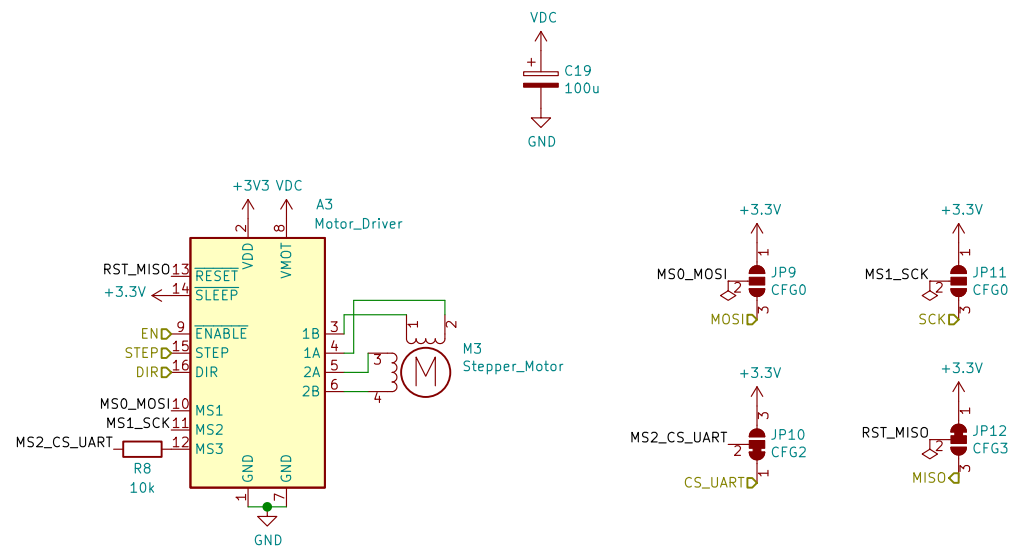 VDC
+
C19
100u
GND
+3V3 VDC
A3
Motor_Driver
2
8
VDD
VMOT
RST_MISO 13 RESET
+3.3V 14 SLEEP
EN 9 ENABLE
STEP 15 STEP
DIR 16 DIR
MS0_MOSI 10 MS1
MS1_SCK 11 MS2
MS2_CS_UART 12 MS3
R8
10k
1B 3
1A 4
2A 5
2B 6
1
2
3
4
M
M3
Stepper_Motor
GND
GND
1
7
GND
+3.3V
1
MS0_MOSI
2
JP9
CFG0
3
MOSI
+3.3V
1
MS1_SCK
2
JP11
CFG0
3
SCK
+3.3V
3
MS2_CS_UART
2
JP10
CFG2
1
CS_UART
+3.3V
1
RST_MISO
2
JP12
CFG3
3
MISO